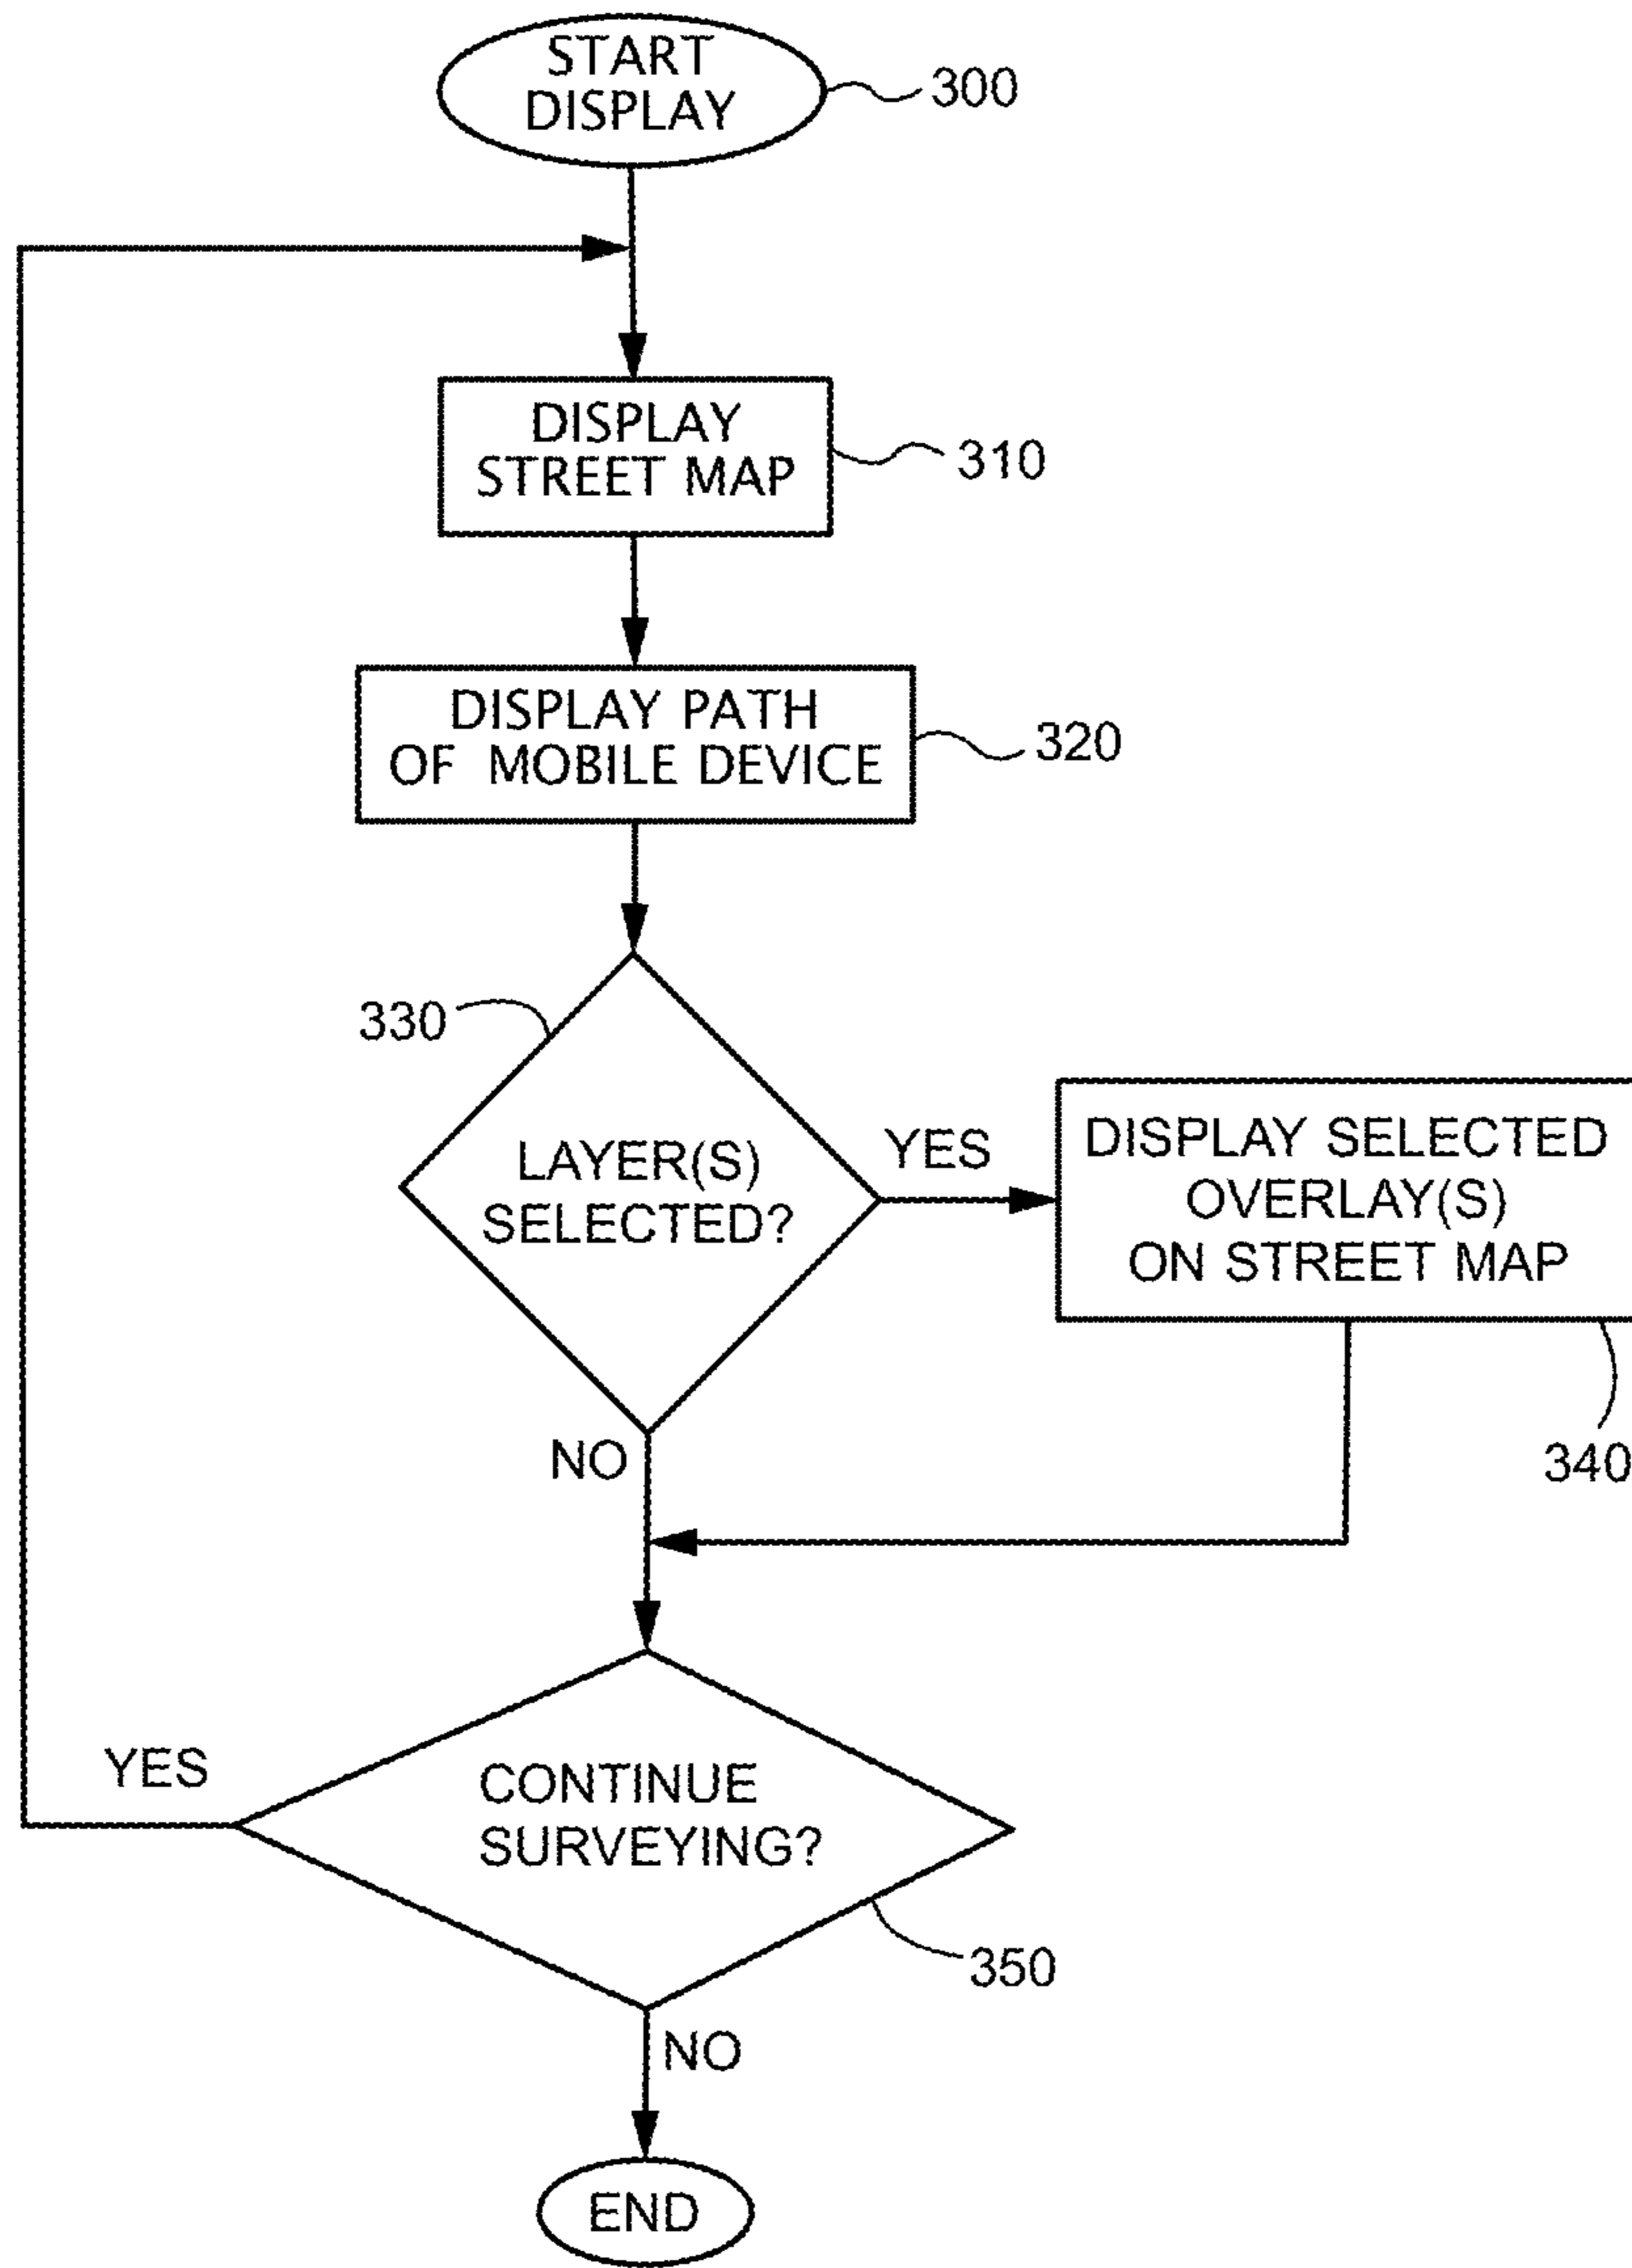 START
DISPLAY
300
DISPLAY
STREET MAP
310
DISPLAY PATH
OF MOBILE DEVICE
320
330
LAYER(S)
SELECTED?
YES
DISPLAY SELECTED
OVERLAY(S)
ON STREET MAP
340
NO
YES
CONTINUE
SURVEYING?
350
NO
END